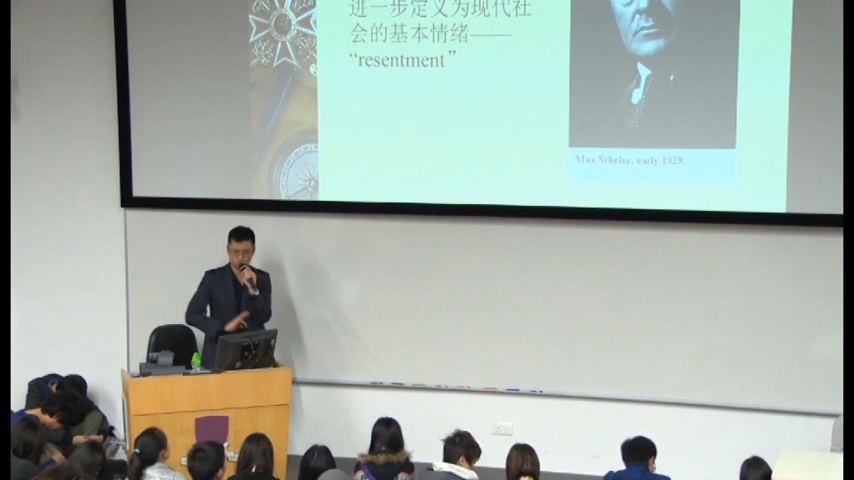 进一步定义为现代社
会的基本情绪——
“resentment”
Max Scheler, early 1928.